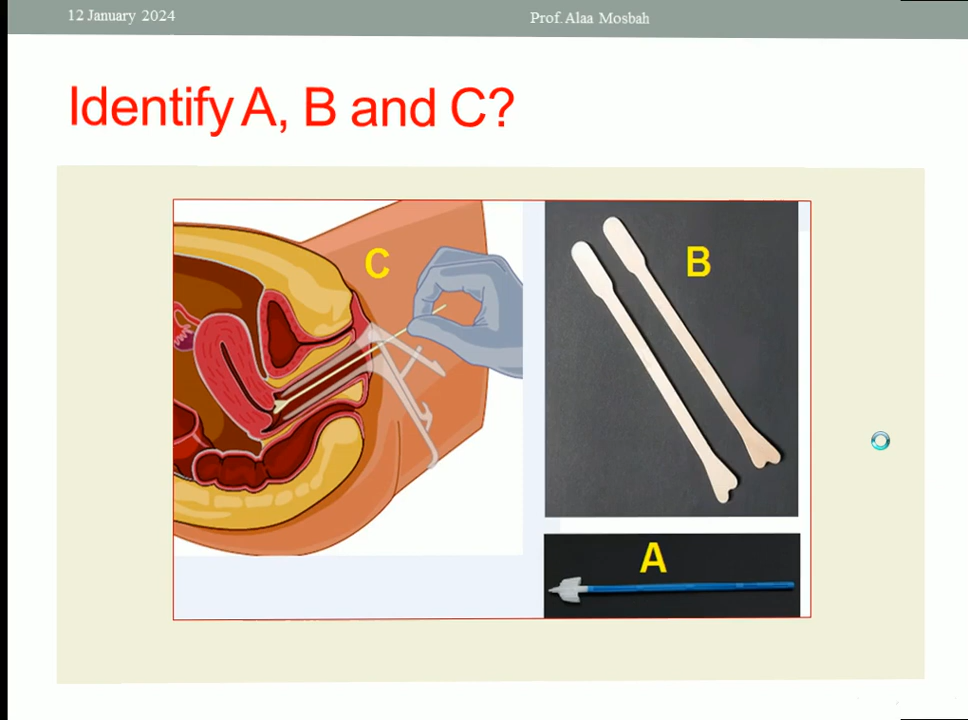 12 January 2024
Prof. Alaa Mosbah
Identify A, B and C?
C
B
A